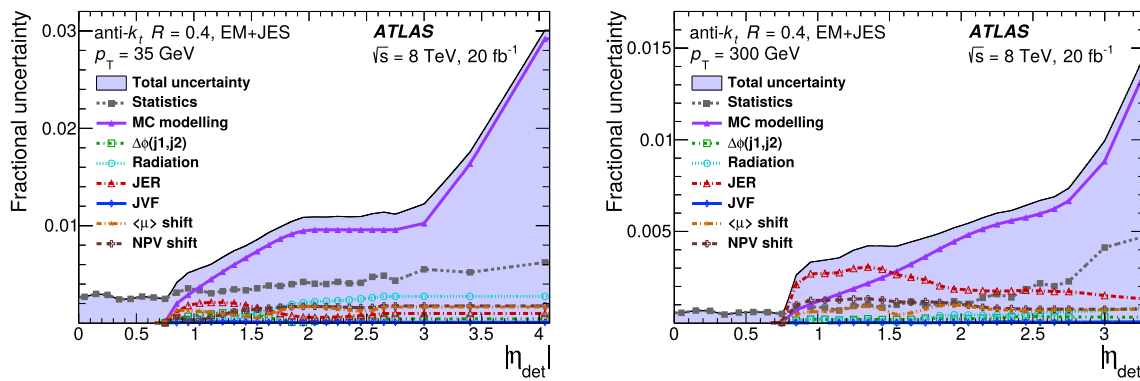 Fractional uncertainty
0.03
0.02
0.01
anti-k_t R = 0.4, EM+JES
p_T = 35 GeV
ATLAS
√s = 8 TeV, 20 fb⁻¹
Total uncertainty
Statistics
MC modelling
Δϕ(j1,j2)
Radiation
JER
JVF
<μ> shift
NPV shift
0 0.5 1 1.5 2 2.5 3 3.5 4
|η_det|
Fractional uncertainty
0.015
0.01
0.005
anti-k_t R = 0.4, EM+JES
p_T = 300 GeV
ATLAS
√s = 8 TeV, 20 fb⁻¹
Total uncertainty
Statistics
MC modelling
Δϕ(j1,j2)
Radiation
JER
JVF
<μ> shift
NPV shift
0 0.5 1 1.5 2 2.5 3
|η_det|